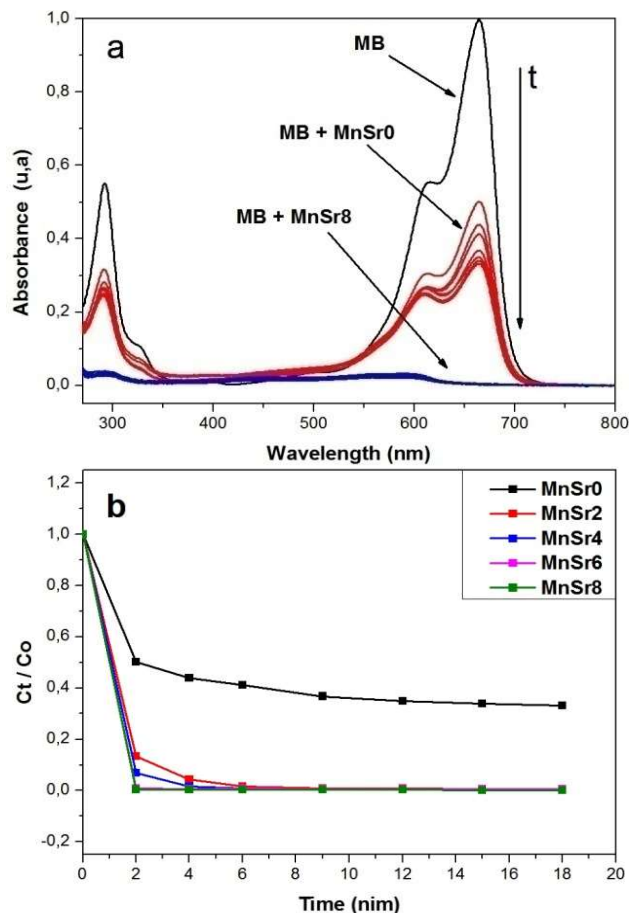 a
MB
t
MB + MnSr0
MB + MnSr8
Absorbance (u,a)
1,0
0,8
0,6
0,4
0,2
0,0
300 400 500 600 700 800
Wavelength (nm)
b
MnSr0
MnSr2
MnSr4
MnSr6
MnSr8
Ct / Co
1,2
1,0
0,8
0,6
0,4
0,2
0,0
-0,2
0 2 4 6 8 10 12 14 16 18 20
Time (nim)